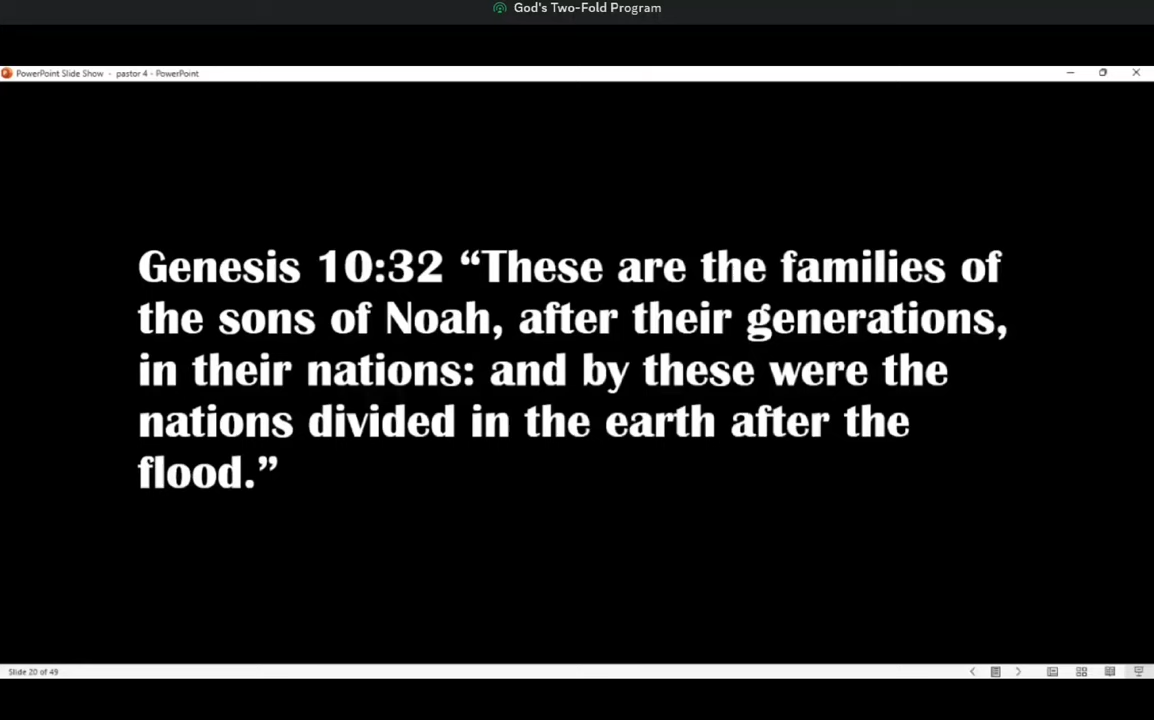 God's Two-Fold Program
PowerPoint Slide Show - pastor 4 - PowerPoint
Genesis 10:32 “These are the families of
the sons of Noah, after their generations,
in their nations: and by these were the
nations divided in the earth after the
flood.”
Slide 20 of 49